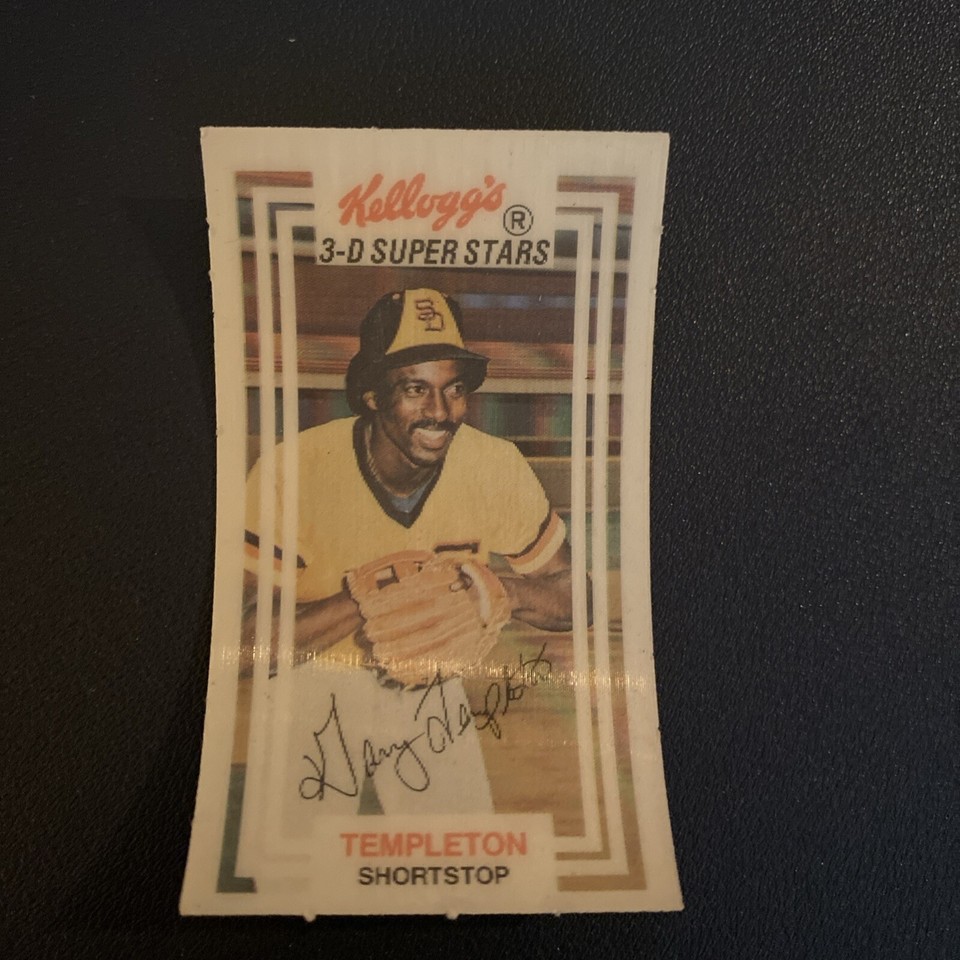 Kellogg's ®
3-D SUPER STARS
SD
Garry Templeton
TEMPLETON
SHORTSTOP